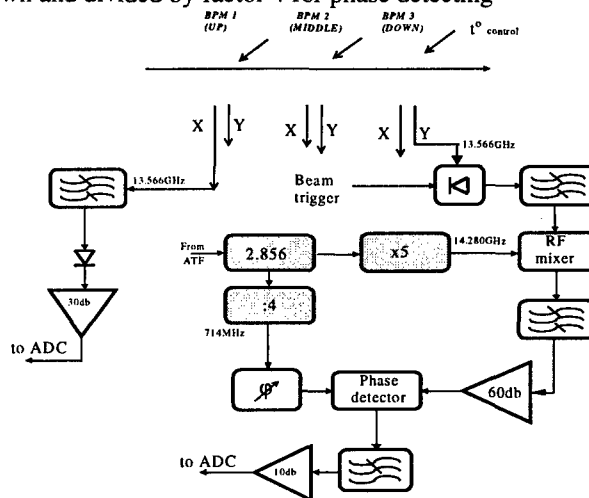 own and divided by factor 4 for phase detecting
BPM 1 (UP)
BPM 2 (MIDDLE)
BPM 3 (DOWN)
t° control
X Y
X Y
X Y
13.566GHz
13.566GHz
Beam trigger
From ATF
2.856
x5
14.280GHz
RF mixer
30db
:4
714MHz
to ADC
φ
Phase detector
60db
to ADC
10db